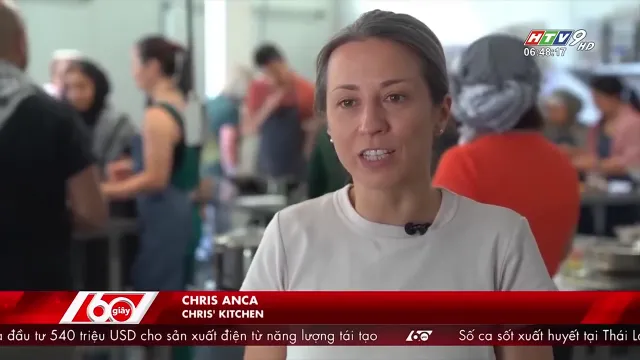 HTV9 HD
06:48:17
60 giây
CHRIS ANCA
CHRIS' KITCHEN
đầu tư 540 triệu USD cho sản xuất điện từ năng lượng tái tạo 60 giây Số ca sốt xuất huyết tại Thái